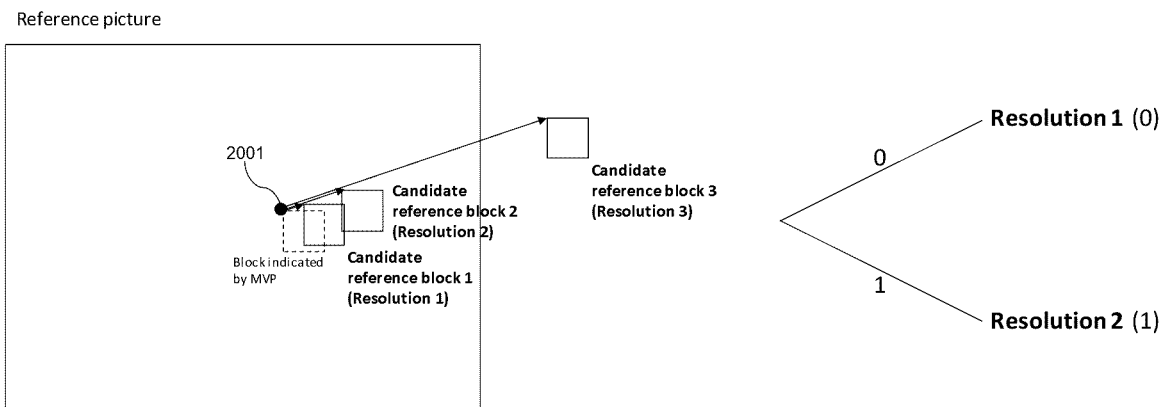 Reference picture
2001
Block indicated
by MVP
Candidate
reference block 1
(Resolution 1)
Candidate
reference block 2
(Resolution 2)
Candidate
reference block 3
(Resolution 3)
0
1
Resolution 1 (0)
Resolution 2 (1)